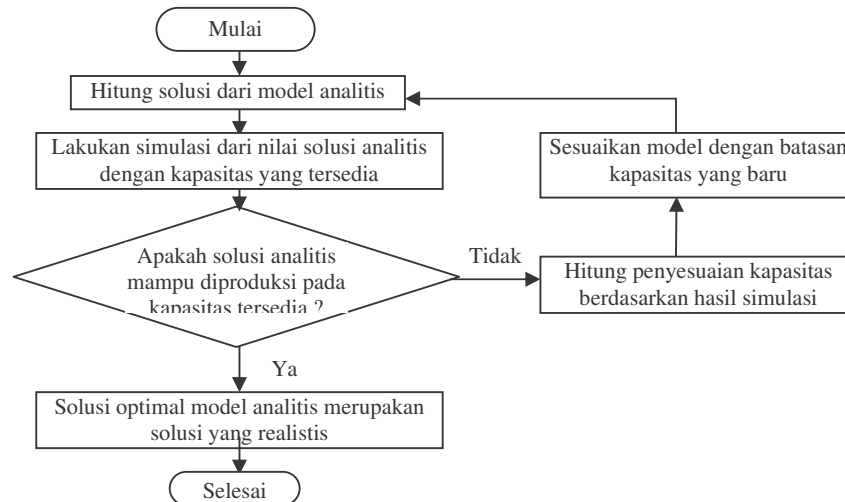 Mulai
Hitung solusi dari model analitis
Lakukan simulasi dari nilai solusi analitis
dengan kapasitas yang tersedia
Sesuaikan model dengan batasan
kapasitas yang baru
Apakah solusi analitis
mampu diproduksi pada
kapasitas tersedia ?
Tidak
Hitung penyesuaian kapasitas
berdasarkan hasil simulasi
Ya
Solusi optimal model analitis merupakan
solusi yang realistis
Selesai